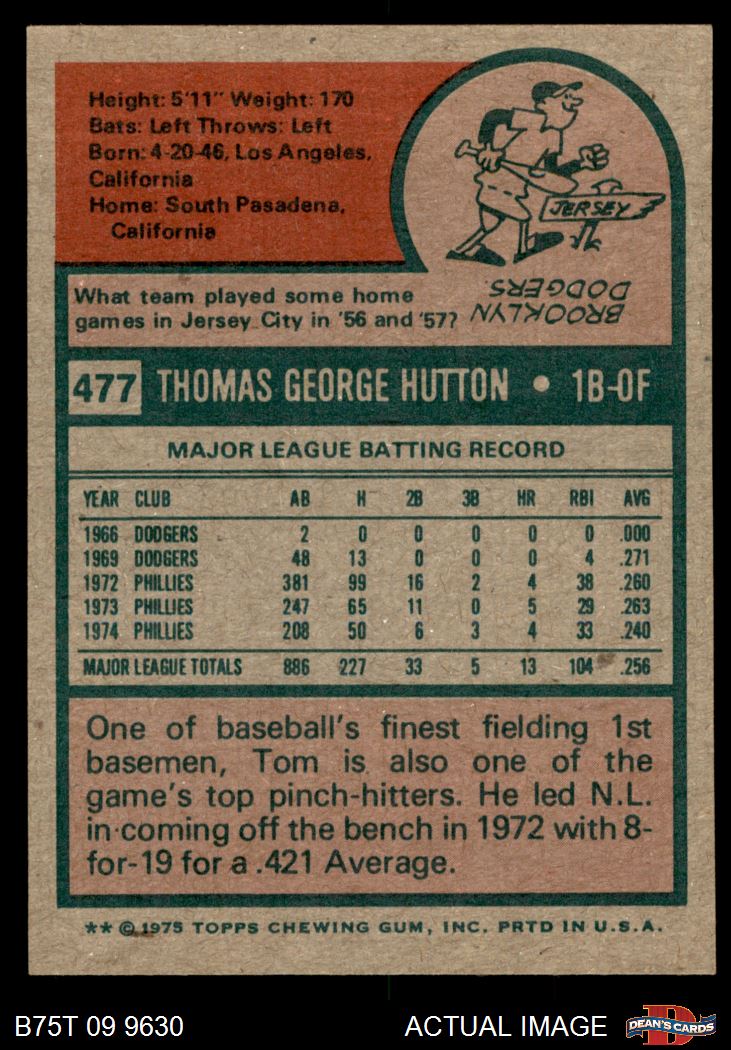 Height: 5'11" Weight: 170
Bats: Left Throws: Left
Born: 4-20-46, Los Angeles,
California
Home: South Pasadena,
California
JERSEY
What team played some home
games in Jersey City in '56 and '57?
BROOKLYN
DODGERS.
477 THOMAS GEORGE HUTTON • 1B-OF
MAJOR LEAGUE BATTING RECORD
YEAR CLUB AB H 2B 3B HR RBI AVG
1966 DODGERS 2 0 0 0 0 0 .000
1969 DODGERS 48 13 0 0 0 4 .271
1972 PHILLIES 381 99 16 2 4 38 .260
1973 PHILLIES 247 65 11 0 5 29 .263
1974 PHILLIES 208 50 6 3 4 33 .240
MAJOR LEAGUE TOTALS 886 227 33 5 13 104 .256
One of baseball's finest fielding 1st
basemen, Tom is also one of the
game's top pinch-hitters. He led N.L.
in coming off the bench in 1972 with 8-
for-19 for a .421 Average.
** © 1975 TOPPS CHEWING GUM, INC. PRTD IN U.S.A.
B75T 09 9630 ACTUAL IMAGE DEAN'S CARDS